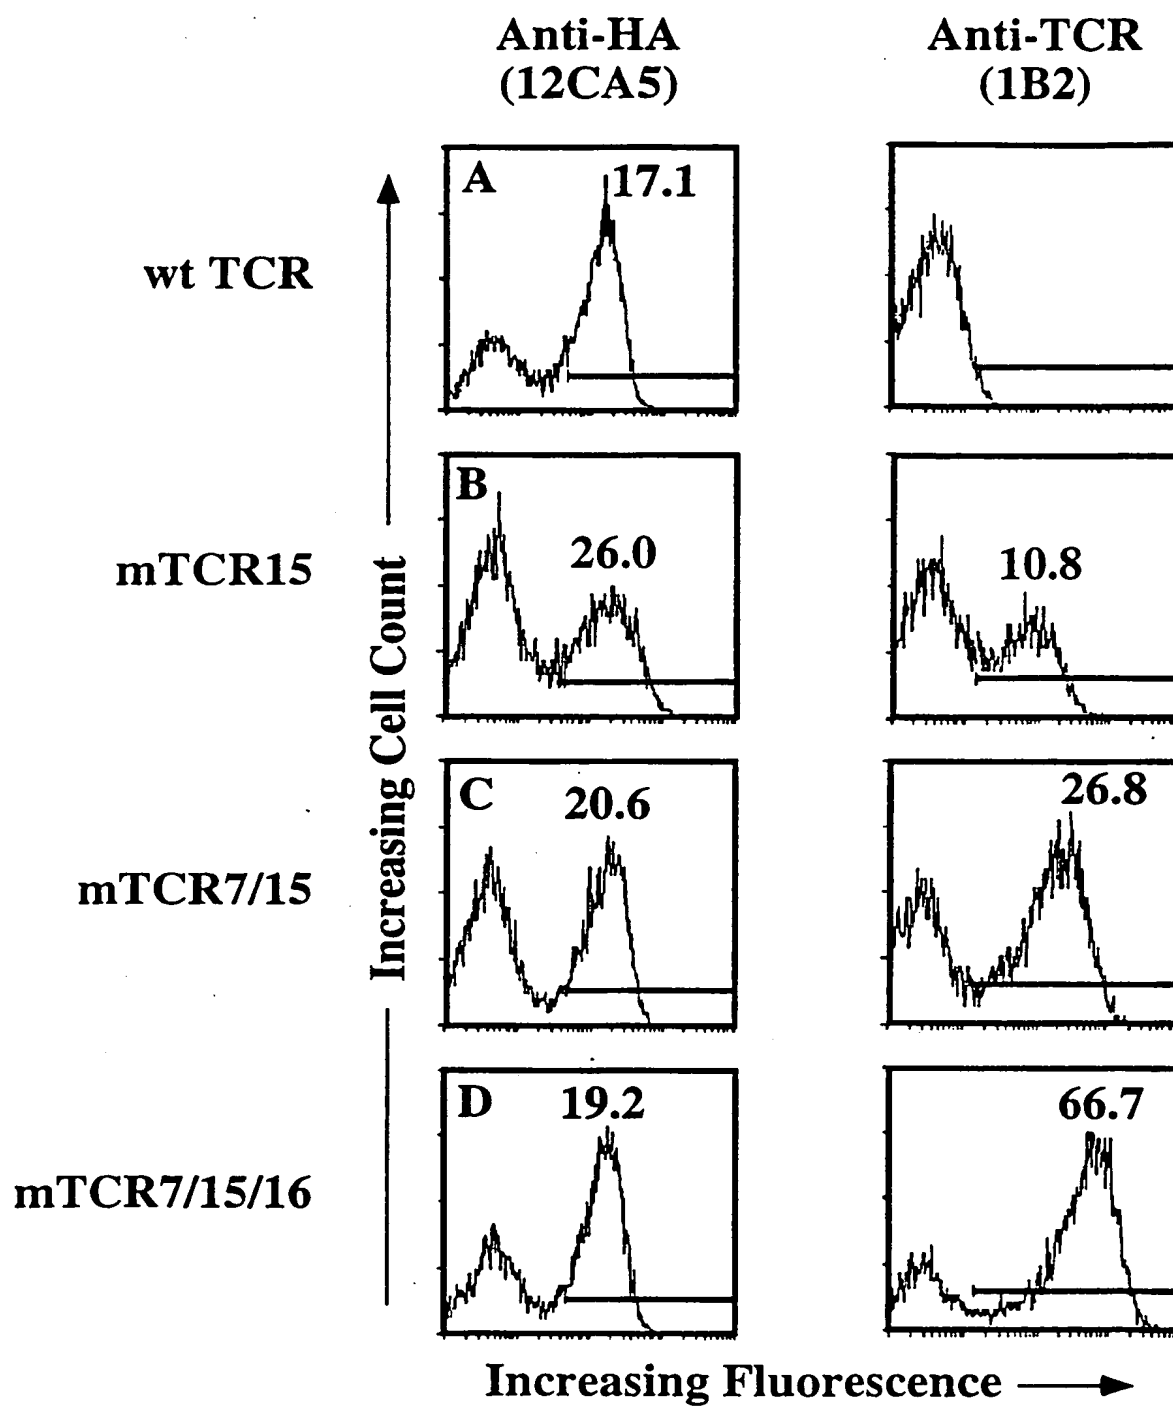 Anti-HA
(12CA5)
Anti-TCR
(1B2)
wt TCR
A
17.1
mTCR15
B
26.0
10.8
mTCR7/15
C
20.6
26.8
mTCR7/15/16
D
19.2
66.7
Increasing Cell Count
Increasing Fluorescence